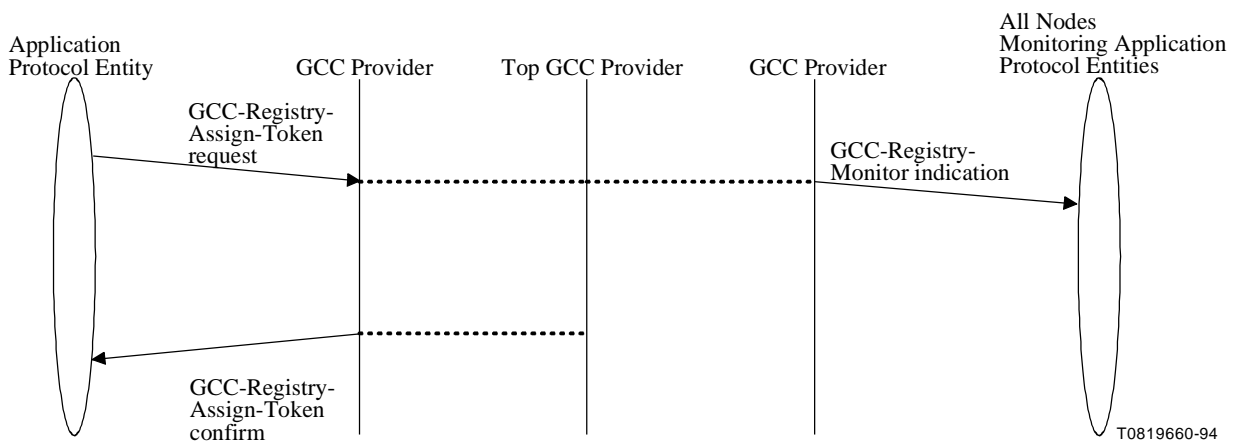 Application
Protocol Entity
GCC Provider
Top GCC Provider
GCC Provider
All Nodes
Monitoring Application
Protocol Entities
GCC-Registry-
Assign-Token
request
GCC-Registry-
Monitor indication
GCC-Registry-
Assign-Token
confirm
T0819660-94